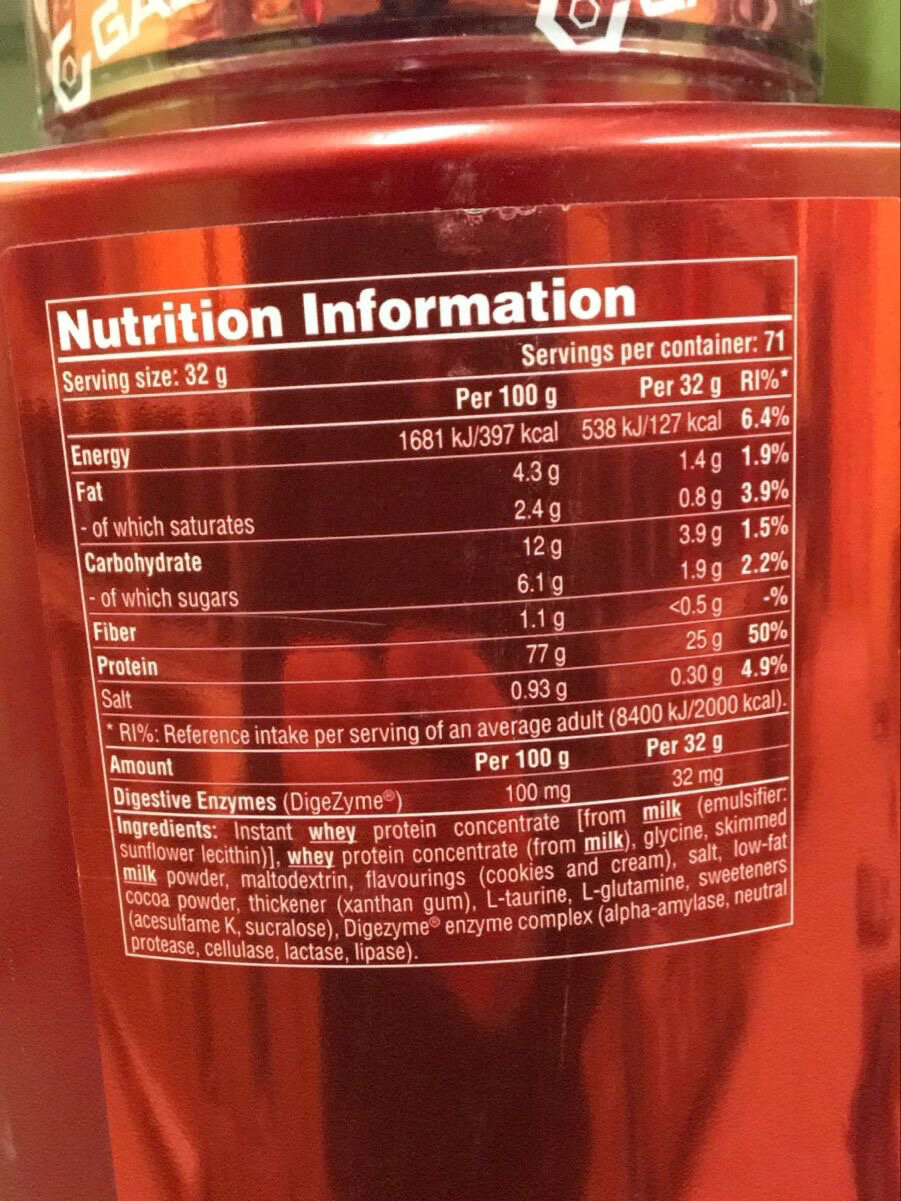 GA
Nutrition Information
Serving size: 32 g Servings per container: 71
Per 100 g Per 32 g RI%*
Energy 1681 kJ/397 kcal 538 kJ/127 kcal 6.4%
Fat 4.3 g 1.4 g 1.9%
- of which saturates 2.4 g 0.8 g 3.9%
Carbohydrate 12 g 3.9 g 1.5%
- of which sugars 6.1 g 1.9 g 2.2%
Fiber 1.1 g <0.5 g -%
Protein 77 g 25 g 50%
Salt 0.93 g 0.30 g 4.9%
* RI%: Reference intake per serving of an average adult (8400 kJ/2000 kcal).
Amount Per 100 g Per 32 g
Digestive Enzymes (DigeZyme®) 100 mg 32 mg
Ingredients: Instant whey protein concentrate [from milk (emulsifier:
sunflower lecithin)], whey protein concentrate (from milk), glycine, skimmed
milk powder, maltodextrin, flavourings (cookies and cream), salt, low-fat
cocoa powder, thickener (xanthan gum), L-taurine, L-glutamine, sweeteners
(acesulfame K, sucralose), Digezyme® enzyme complex (alpha-amylase, neutral
protease, cellulase, lactase, lipase).